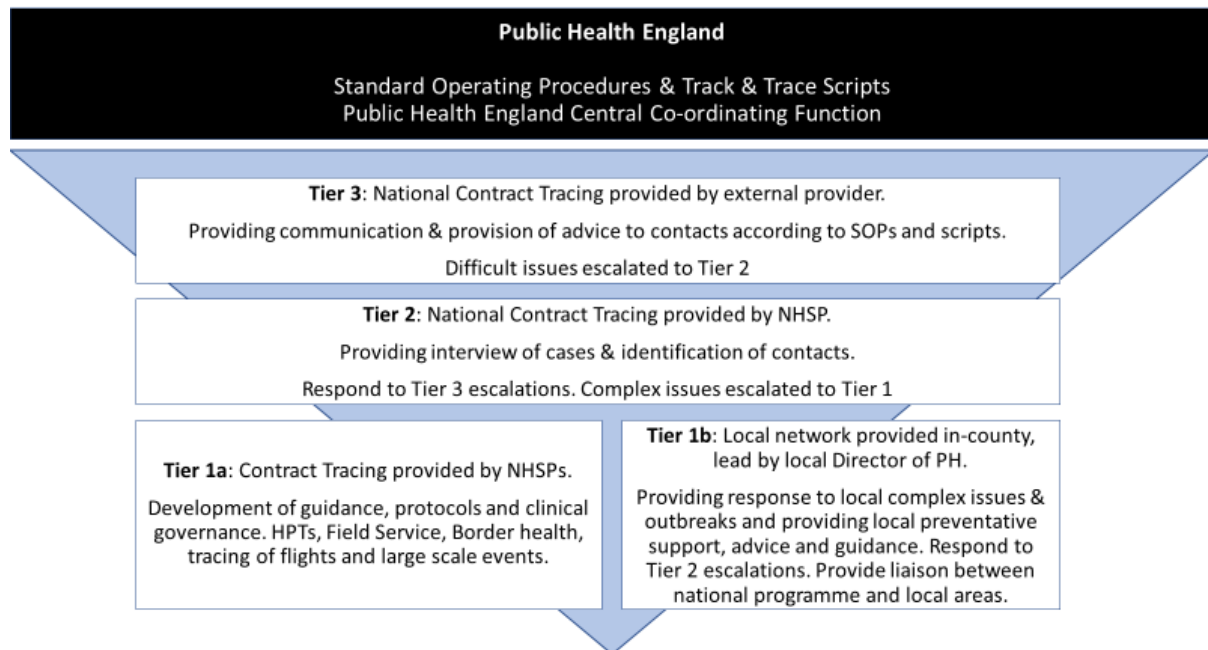 Public Health England
Standard Operating Procedures & Track & Trace Scripts
Public Health England Central Co-ordinating Function
Tier 3: National Contract Tracing provided by external provider.
Providing communication & provision of advice to contacts according to SOPs and scripts.
Difficult issues escalated to Tier 2
Tier 2: National Contract Tracing provided by NHSP.
Providing interview of cases & identification of contacts.
Respond to Tier 3 escalations. Complex issues escalated to Tier 1
Tier 1a: Contract Tracing provided by NHSPs.
Development of guidance, protocols and clinical
governance. HPTs, Field Service, Border health,
tracing of flights and large scale events.
Tier 1b: Local network provided in-county,
lead by local Director of PH.
Providing response to local complex issues &
outbreaks and providing local preventative
support, advice and guidance. Respond to
Tier 2 escalations. Provide liaison between
national programme and local areas.